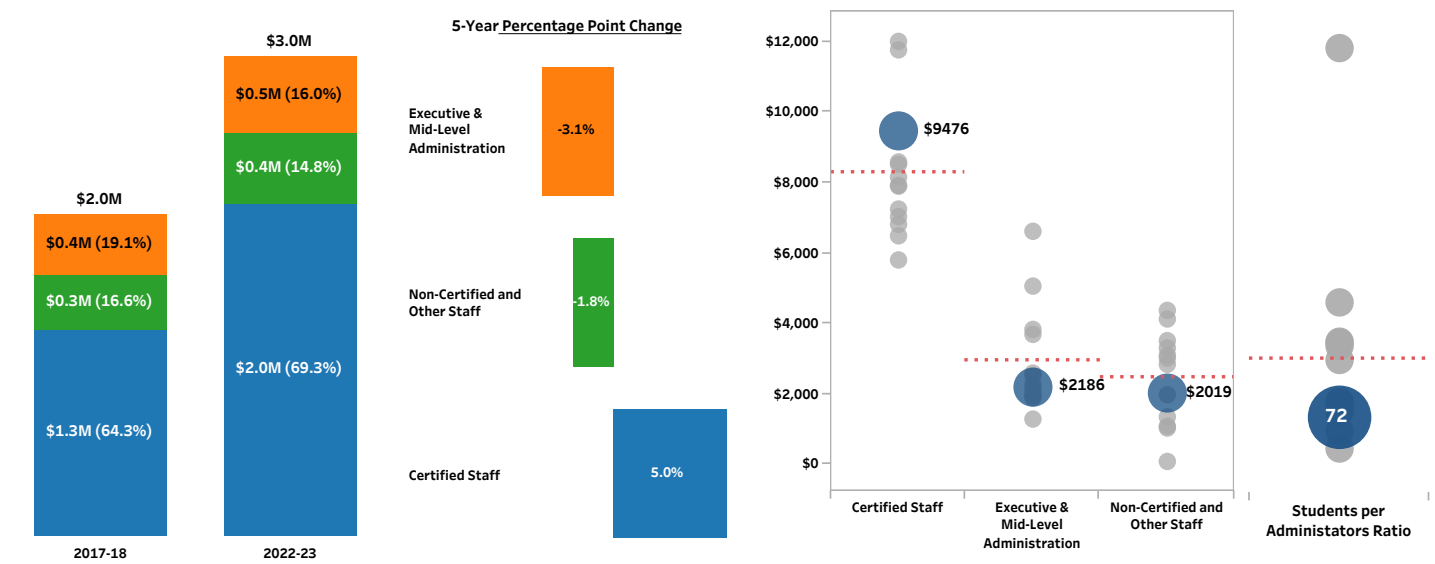 $2.0M
$0.4M (19.1%)
$0.3M (16.6%)
$1.3M (64.3%)
2017-18
$3.0M
$0.5M (16.0%)
$0.4M (14.8%)
$2.0M (69.3%)
2022-23
5-Year Percentage Point Change
Executive &
Mid-Level
Administration
-3.1%
Non-Certified and
Other Staff
-1.8%
Certified Staff
5.0%
$12,000
$10,000
$8,000
$6,000
$4,000
$2,000
$0
$9476
$2186
$2019
Certified Staff
Executive &
Mid-Level
Administration
Non-Certified and
Other Staff
72
Students per
Administators Ratio